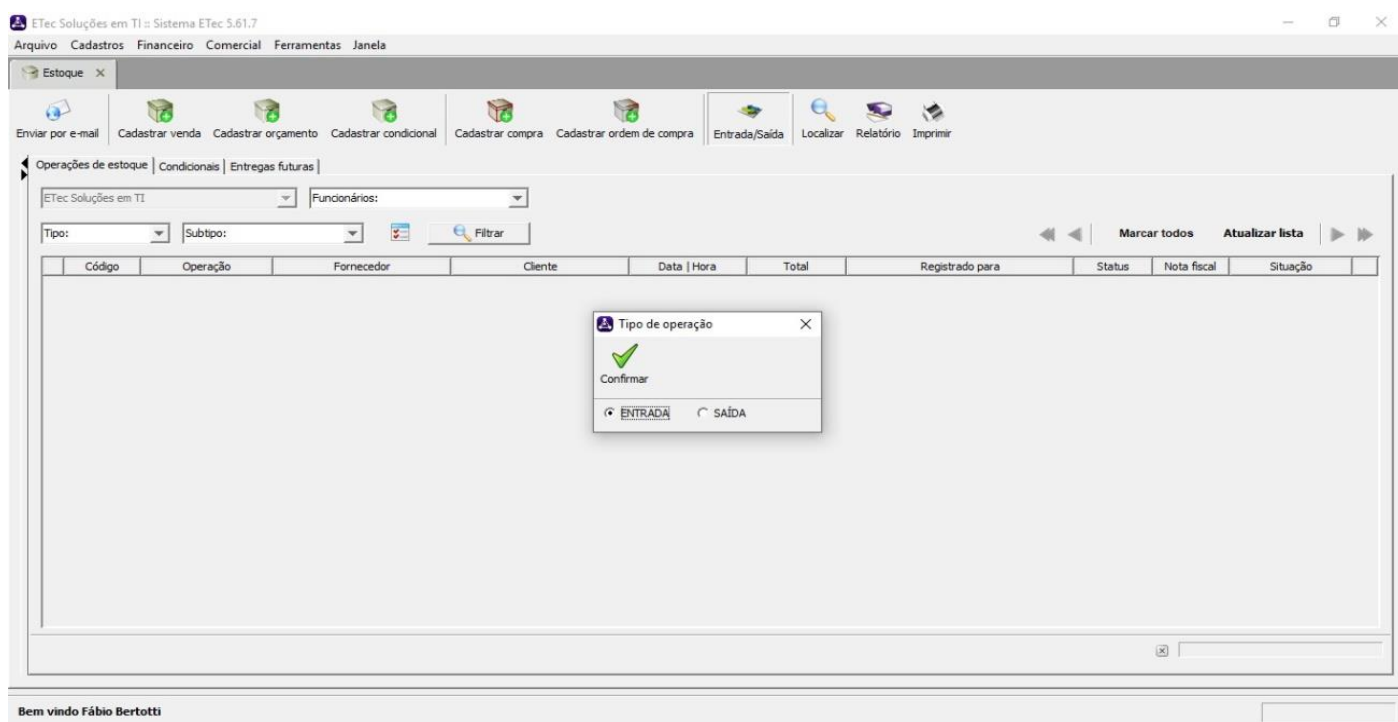 ETec Soluções em TI :: Sistema ETec 5.61.7
Arquivo Cadastros Financeiro Comercial Ferramentas Janela
Estoque
Enviar por e-mail Cadastrar venda Cadastrar orçamento Cadastrar condicional Cadastrar compra Cadastrar ordem de compra Entrada/Saída Localizar Relatório Imprimir
Operações de estoque Condicionais Entregas futuras
ETec Soluções em TI Funcionários:
Tipo: Subtipo: Filtrar Marcar todos Atualizar lista
Código Operação Fornecedor Cliente Data | Hora Total Registrado para Status Nota fiscal Situação
Tipo de operação
Confirmar
ENTRADA SAÍDA
Bem vindo Fábio Bertotti